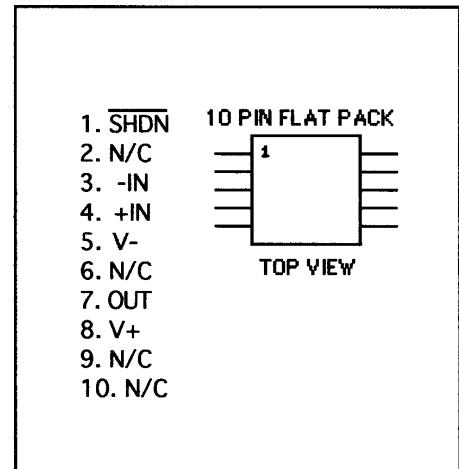 1. SHDN
2. N/C
3. -IN
4. +IN
5. V-
6. N/C
7. OUT
8. V+
9. N/C
10. N/C
10 PIN FLAT PACK
1
TOP VIEW